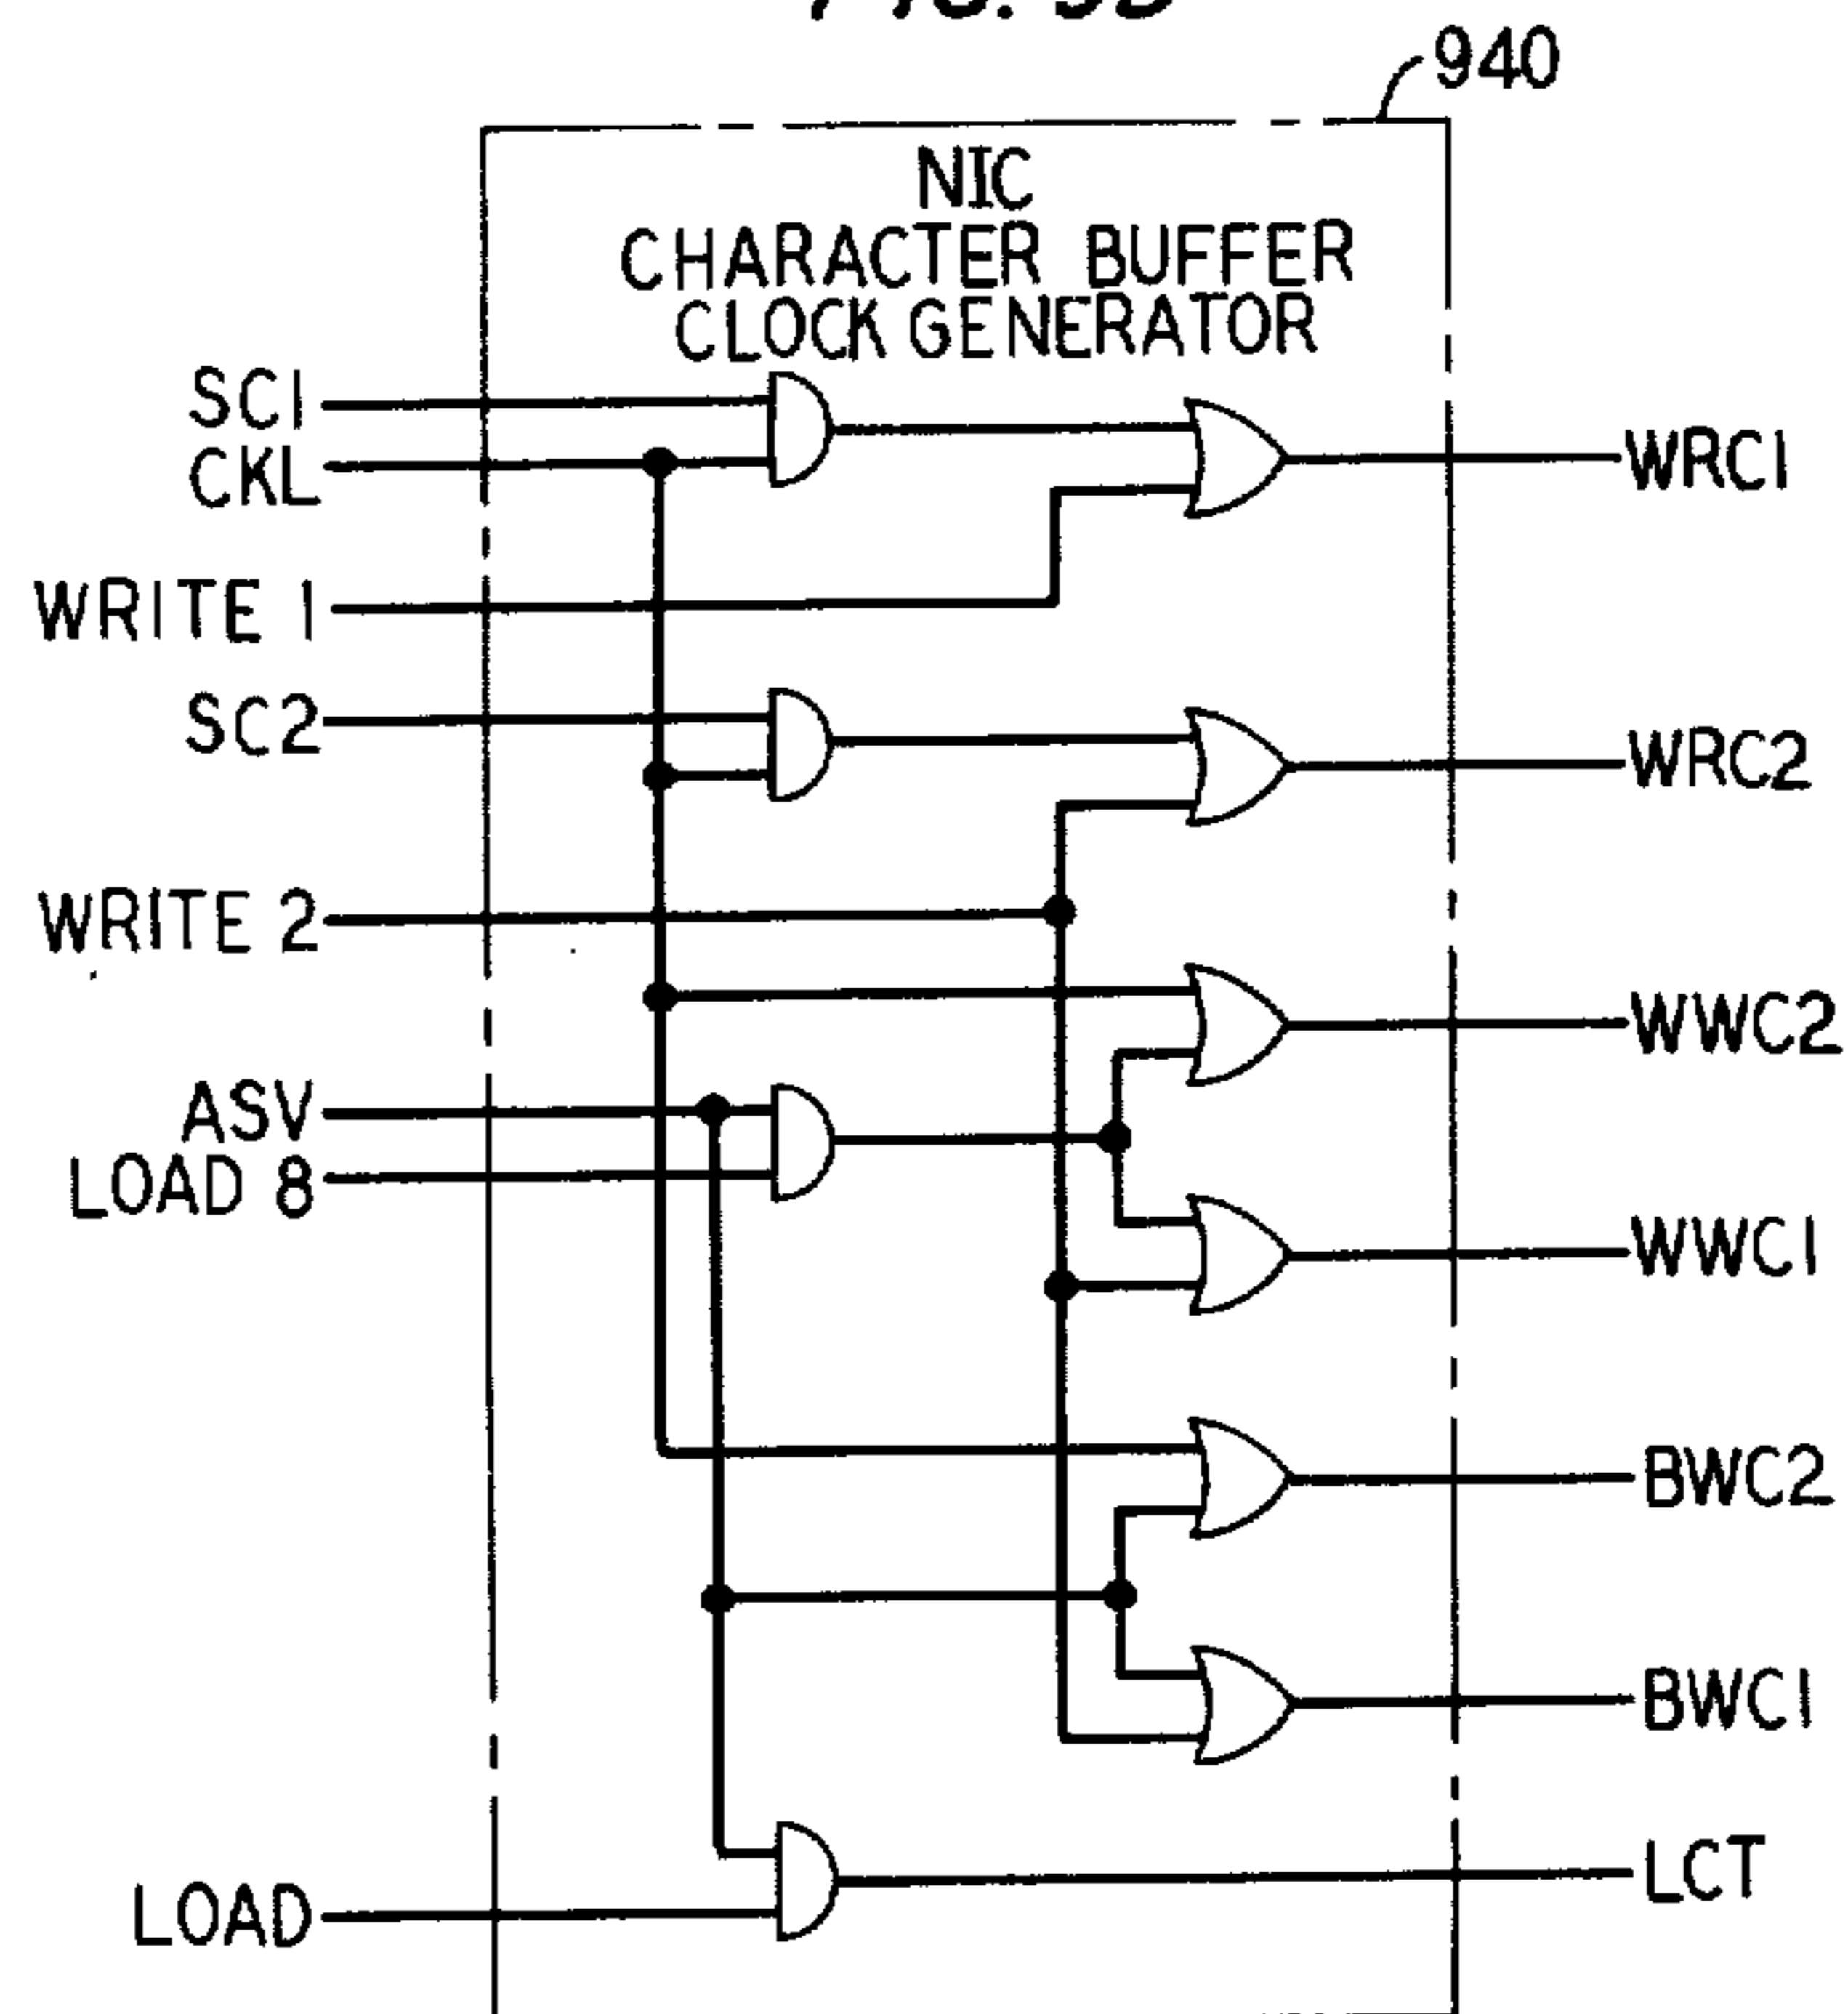 940
NIC
CHARACTER BUFFER
CLOCK GENERATOR
SC1
CKL
WRITE 1
SC2
WRITE 2
ASV
LOAD 8
LOAD
WRC1
WRC2
WWC2
WWC1
BWC2
BWC1
LCT